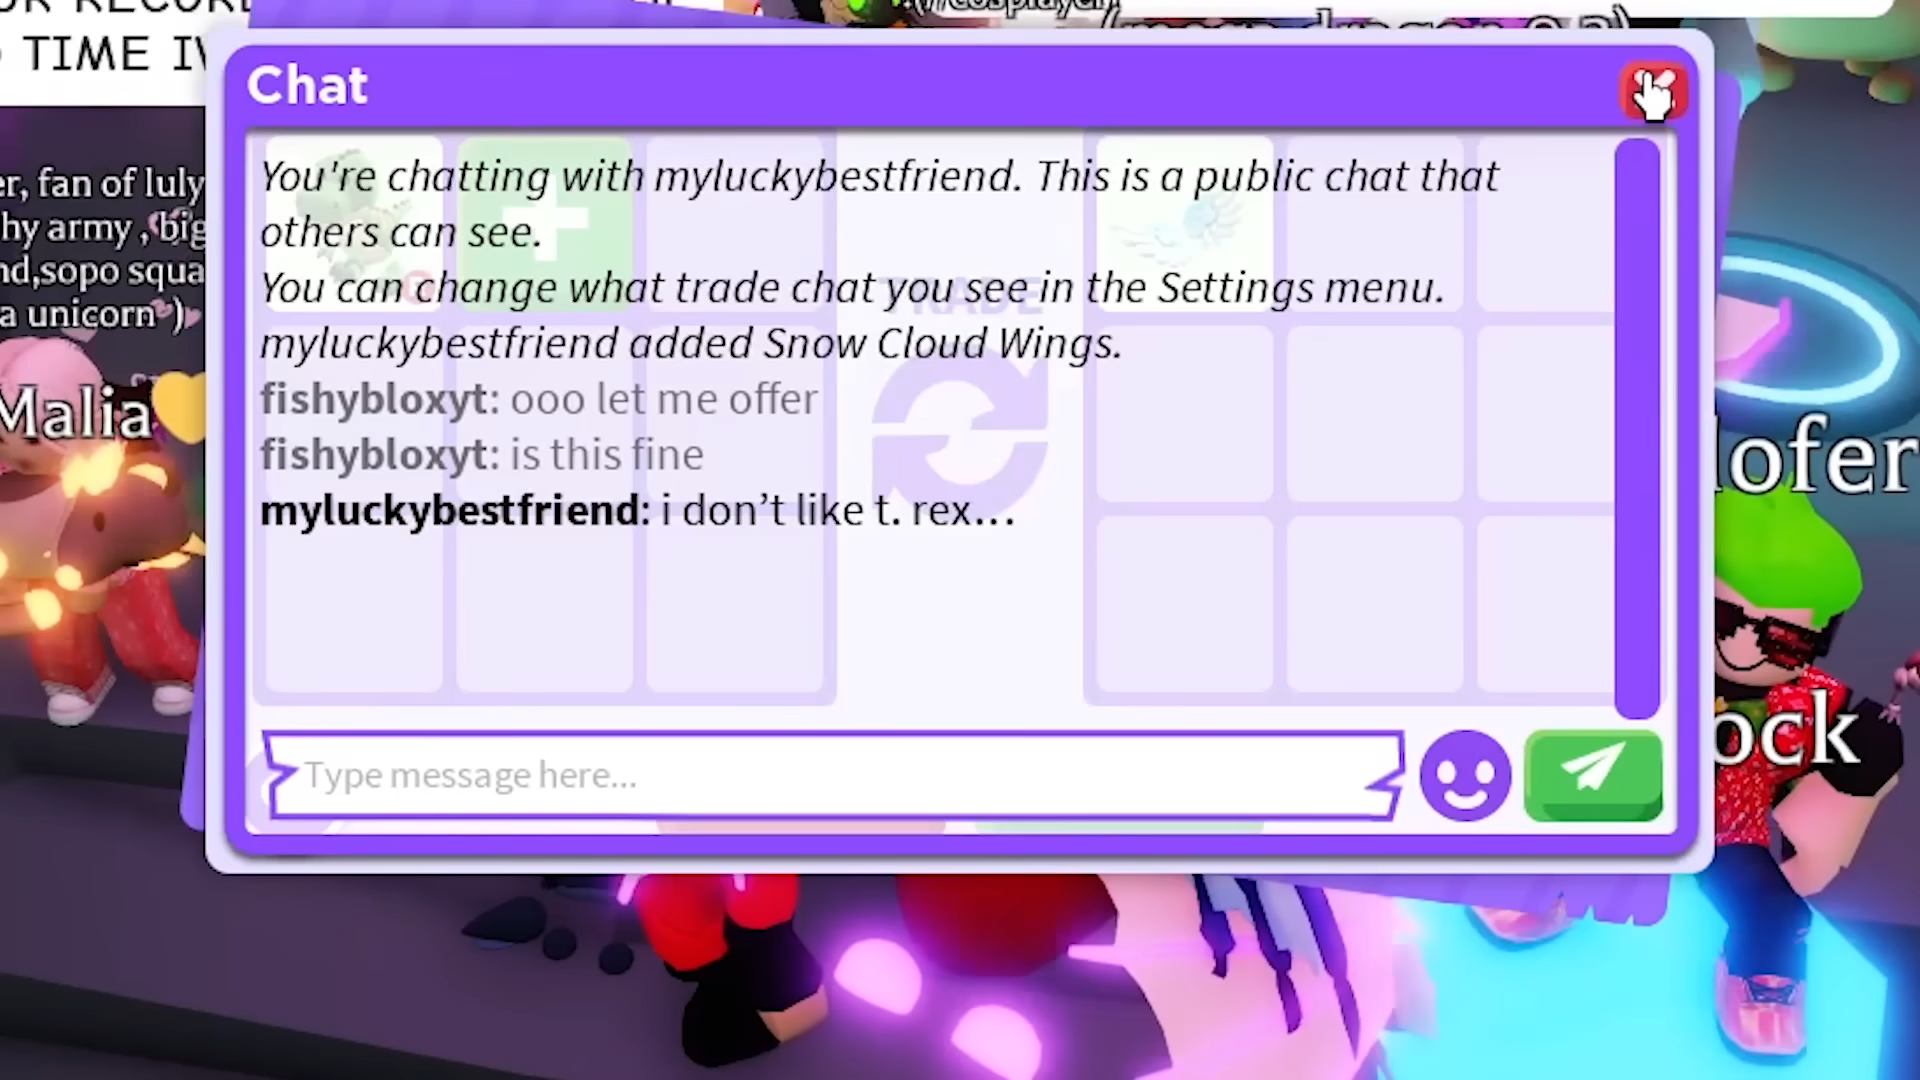 TIME
Chat
er, fan of luly
hy army , big
nd,sopo squa
a unicorn )
You're chatting with myluckybestfriend. This is a public chat that
others can see.
You can change what trade chat you see in the Settings menu.
TRADE
myluckybestfriend added Snow Cloud Wings.
fishybloxyt: ooo let me offer
Malia
fishybloxyt: is this fine
lofer
myluckybestfriend: i don’t like t. rex...
ock
Type message here...